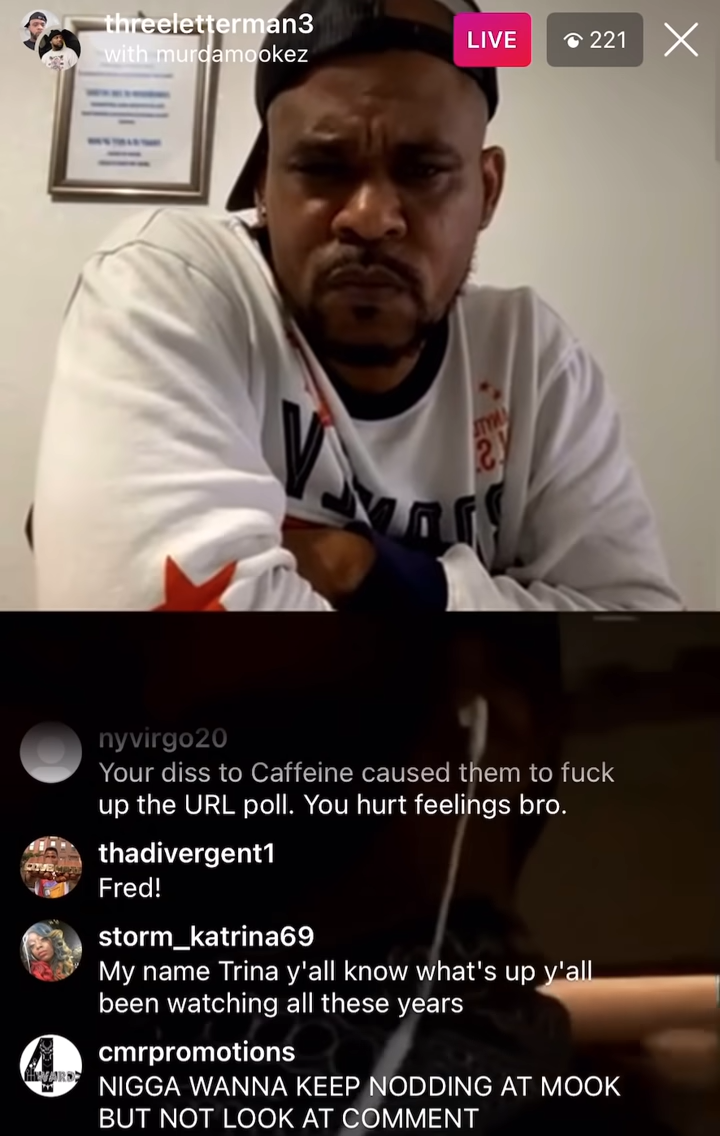 threeletterman3
with murdamookez
LIVE
221
nyvirgo20
Your diss to Caffeine caused them to fuck
up the URL poll. You hurt feelings bro.
thadivergent1
Fred!
storm_katrina69
My name Trina y'all know what's up y'all
been watching all these years
cmrpromotions
NIGGA WANNA KEEP NODDING AT MOOK
BUT NOT LOOK AT COMMENT